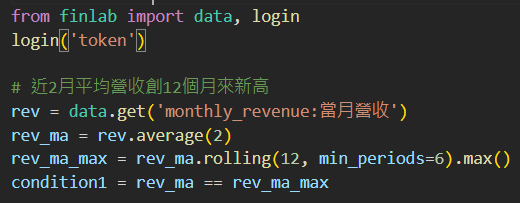 from finlab import data, login
login('token')
# 近2月平均營收創12個月來新高
rev = data.get('monthly_revenue:當月營收')
rev_ma = rev.average(2)
rev_ma_max = rev_ma.rolling(12, min_periods=6).max()
condition1 = rev_ma == rev_ma_max